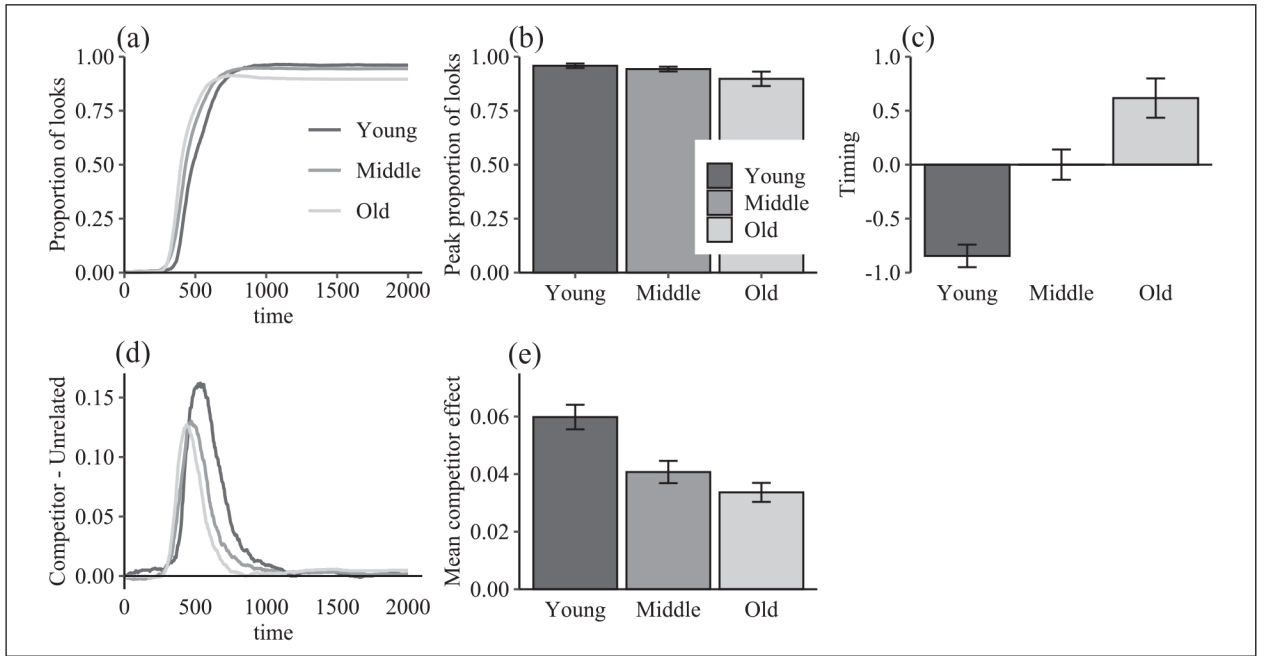 (a)
Proportion of looks
1.00
0.75
0.50
0.25
0.00
Young
Middle
Old
0 500 1000 1500 2000
time
(b)
Peak proportion of looks
1.00
0.75
0.50
0.25
0.00
Young
Middle
Old
Young Middle Old
(c)
Timing
1.0
0.5
0.0
-0.5
-1.0
Young Middle Old
(d)
Competitor - Unrelated
0.15
0.10
0.05
0.00
0 500 1000 1500 2000
time
(e)
Mean competitor effect
0.06
0.04
0.02
0.00
Young Middle Old